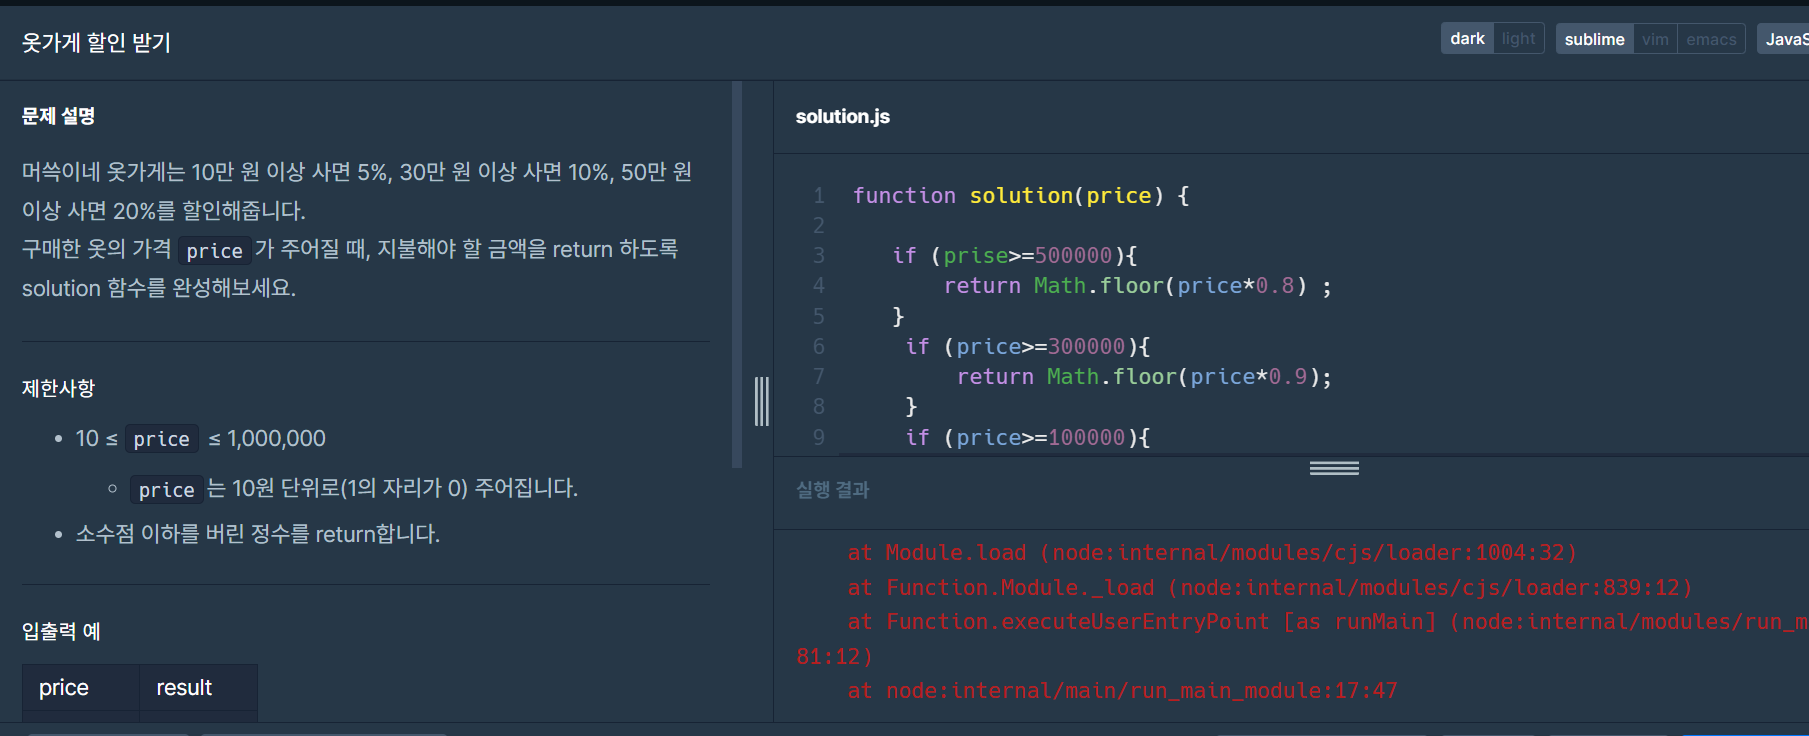 옷가게 할인 받기
dark light sublime vim emacs
문제 설명
머쓱이네 옷가게는 10만 원 이상 사면 5%, 30만 원 이상 사면 10%, 50만 원
이상 사면 20%를 할인해줍니다.
구매한 옷의 가격 price 가 주어질 때, 지불해야 할 금액을 return 하도록
solution 함수를 완성해보세요.
제한사항
• 10 ≤ price ≤ 1,000,000
◦ price 는 10원 단위로(1의 자리가 0) 주어집니다.
• 소수점 이하를 버린 정수를 return합니다.
입출력 예
price result
solution.js
1 function solution(price) {
2
3 if (prise>=500000){
4 return Math.floor(price*0.8) ;
5 }
6 if (price>=300000){
7 return Math.floor(price*0.9);
8 }
9 if (price>=100000){
실행 결과
at Module.load (node:internal/modules/cjs/loader:1004:32)
at Function.Module._load (node:internal/modules/cjs/loader:839:12)
at Function.executeUserEntryPoint [as runMain] (node:internal/modules/run_m
81:12)
at node:internal/main/run_main_module:17:47